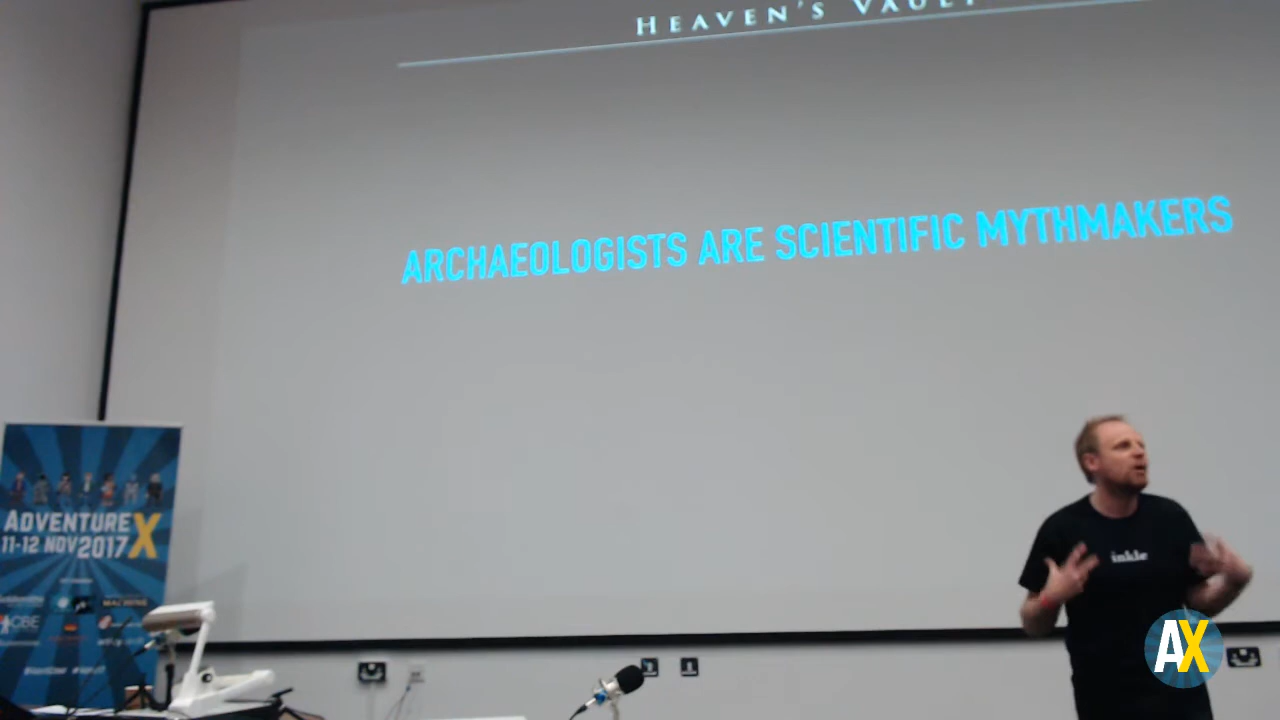 HEAVEN'S VAULT
ARCHAEOLOGISTS ARE SCIENTIFIC MYTHMAKERS
ADVENTURE X
11-12 NOV 2017
inkle
AX